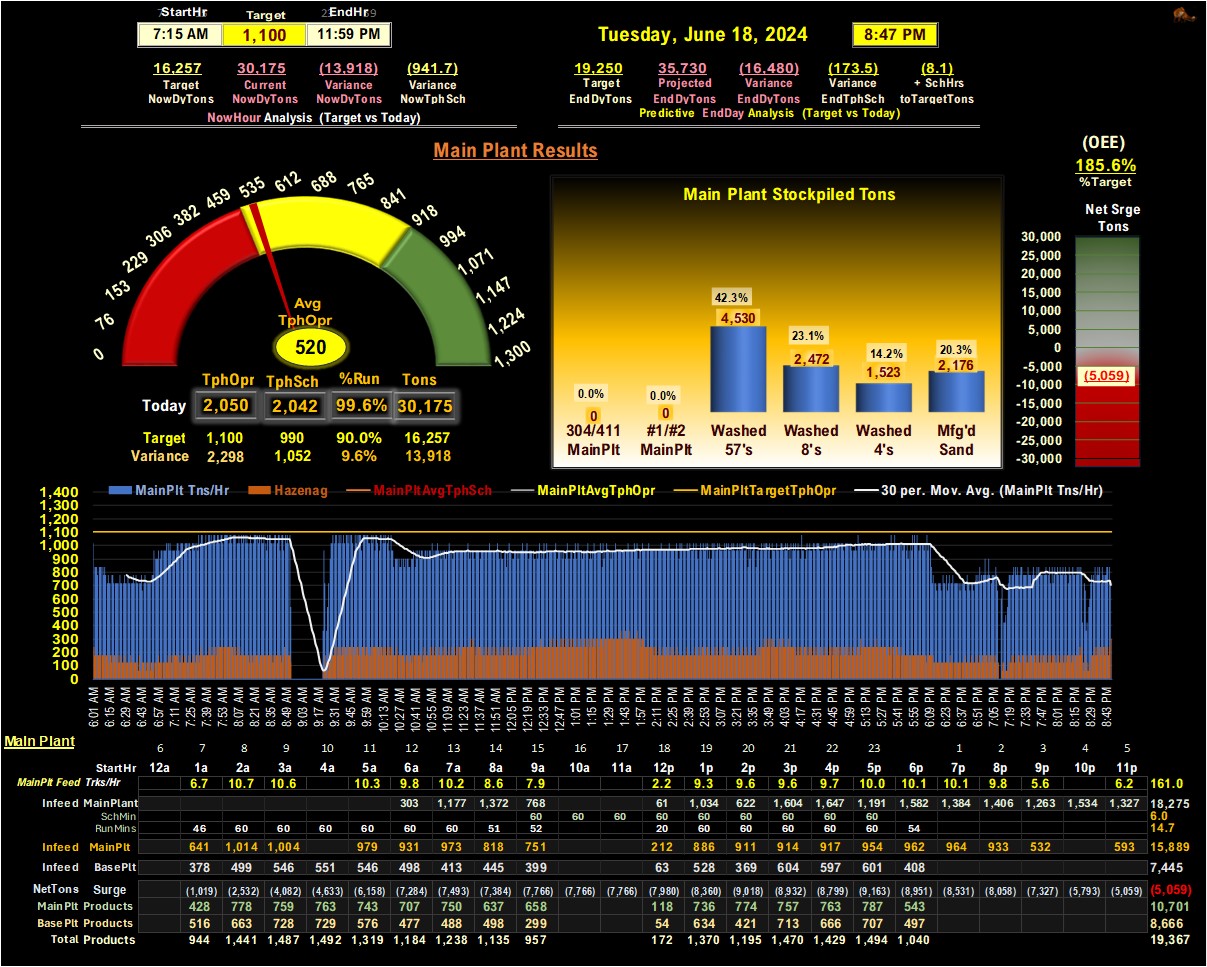 StartHr Target EndHr
7:15 AM 1,100 11:59 PM
Tuesday, June 18, 2024 8:47 PM
16,257 30,175 (13,918) (941.7)
Target Current Variance Variance
NowDyTons NowDyTons NowDyTons NowTphSch
NowHour Analysis (Target vs Today)
19,250 35,730 (16,480) (173.5) (8.1)
Target Projected Variance Variance + SchHrs
EndDyTons EndDyTons EndDyTons EndTphSch toTargetTons
Predictive EndDay Analysis (Target vs Today)
Main Plant Results
(OEE)
185.6%
%Target
0 76 153 229 306 382 459 535 612 688 765 841 918 994 1,071 1,147 1,224 1,300
Avg
TphOpr
520
TphOpr TphSch %Run Tons
Today 2,050 2,042 99.6% 30,175
Target 1,100 990 90.0% 16,257
Variance 2,298 1,052 9.6% 13,918
Main Plant Stockpiled Tons
0.0% 0.0% 42.3% 23.1% 14.2% 20.3%
0 0 4,530 2,472 1,523 2,176
304/411 #1/#2 Washed Washed Washed Mfg'd
MainPlt MainPlt 57's 8's 4's Sand
Net Srge
Tons
30,000
25,000
20,000
15,000
10,000
5,000
0
-5,000
(5,059)
-10,000
-15,000
-20,000
-25,000
-30,000
MainPlt Tns/Hr Hazenag MainPltAvgTphSch MainPltAvgTphOpr MainPltTargetTphOpr 30 per. Mov. Avg. (MainPlt Tns/Hr)
1,400
1,300
1,200
1,100
1,000
900
800
700
600
500
400
300
200
100
0
6:01 AM 6:15 AM 6:29 AM 6:43 AM 6:57 AM 7:11 AM 7:25 AM 7:39 AM 7:53 AM 8:07 AM 8:21 AM 8:35 AM 8:49 AM 9:03 AM 9:17 AM 9:31 AM 9:45 AM 9:59 AM 10:13 AM 10:27 AM 10:41 AM 10:55 AM 11:09 AM 11:23 AM 11:37 AM 11:51 AM 12:05 PM 12:19 PM 12:33 PM 12:47 PM 1:01 PM 1:15 PM 1:29 PM 1:43 PM 1:57 PM 2:11 PM 2:25 PM 2:39 PM 2:53 PM 3:07 PM 3:21 PM 3:35 PM 3:49 PM 4:03 PM 4:17 PM 4:31 PM 4:45 PM 4:59 PM 5:13 PM 5:27 PM 5:41 PM 5:55 PM 6:09 PM 6:23 PM 6:37 PM 6:51 PM 7:05 PM 7:19 PM 7:33 PM 7:47 PM 8:01 PM 8:15 PM 8:29 PM 8:43 PM
Main Plant
6 7 8 9 10 11 12 13 14 15 16 17 18 19 20 21 22 23 1 2 3 4 5
StartHr 12a 1a 2a 3a 4a 5a 6a 7a 8a 9a 10a 11a 12p 1p 2p 3p 4p 5p 6p 7p 8p 9p 10p 11p
MainPlt Feed Trks/Hr 6.7 10.7 10.6 10.3 9.8 10.2 8.6 7.9 2.2 9.3 9.6 9.6 9.7 10.0 10.1 10.1 9.8 5.6 6.2 161.0
Infeed MainPlant 303 1,177 1,372 768 61 1,034 622 1,604 1,647 1,191 1,582 1,384 1,406 1,263 1,534 1,327 18,275
SchMin 60 60 60 60 60 60 60 60 60 6.0
RunMins 46 60 60 60 60 60 60 51 52 20 60 60 60 60 60 54 14.7
Infeed MainPlt 641 1,014 1,004 979 931 973 818 751 212 886 911 914 917 954 962 964 933 532 593 15,889
Infeed BasePlt 378 499 546 551 546 498 413 445 399 63 528 369 604 597 601 408 7,445
NetTons Surge (1,019) (2,532) (4,082) (4,633) (6,158) (7,284) (7,493) (7,384) (7,766) (7,766) (7,766) (7,980) (8,360) (9,018) (8,932) (8,799) (9,163) (8,951) (8,531) (8,058) (7,327) (5,793) (5,059) (5,059)
MainPlt Products 428 778 759 763 743 707 750 637 658 118 736 774 757 763 787 543 10,701
BasePlt Products 516 663 728 729 576 477 488 498 299 54 634 421 713 666 707 497 8,666
Total Products 944 1,441 1,487 1,492 1,319 1,184 1,238 1,135 957 172 1,370 1,195 1,470 1,429 1,494 1,040 19,367